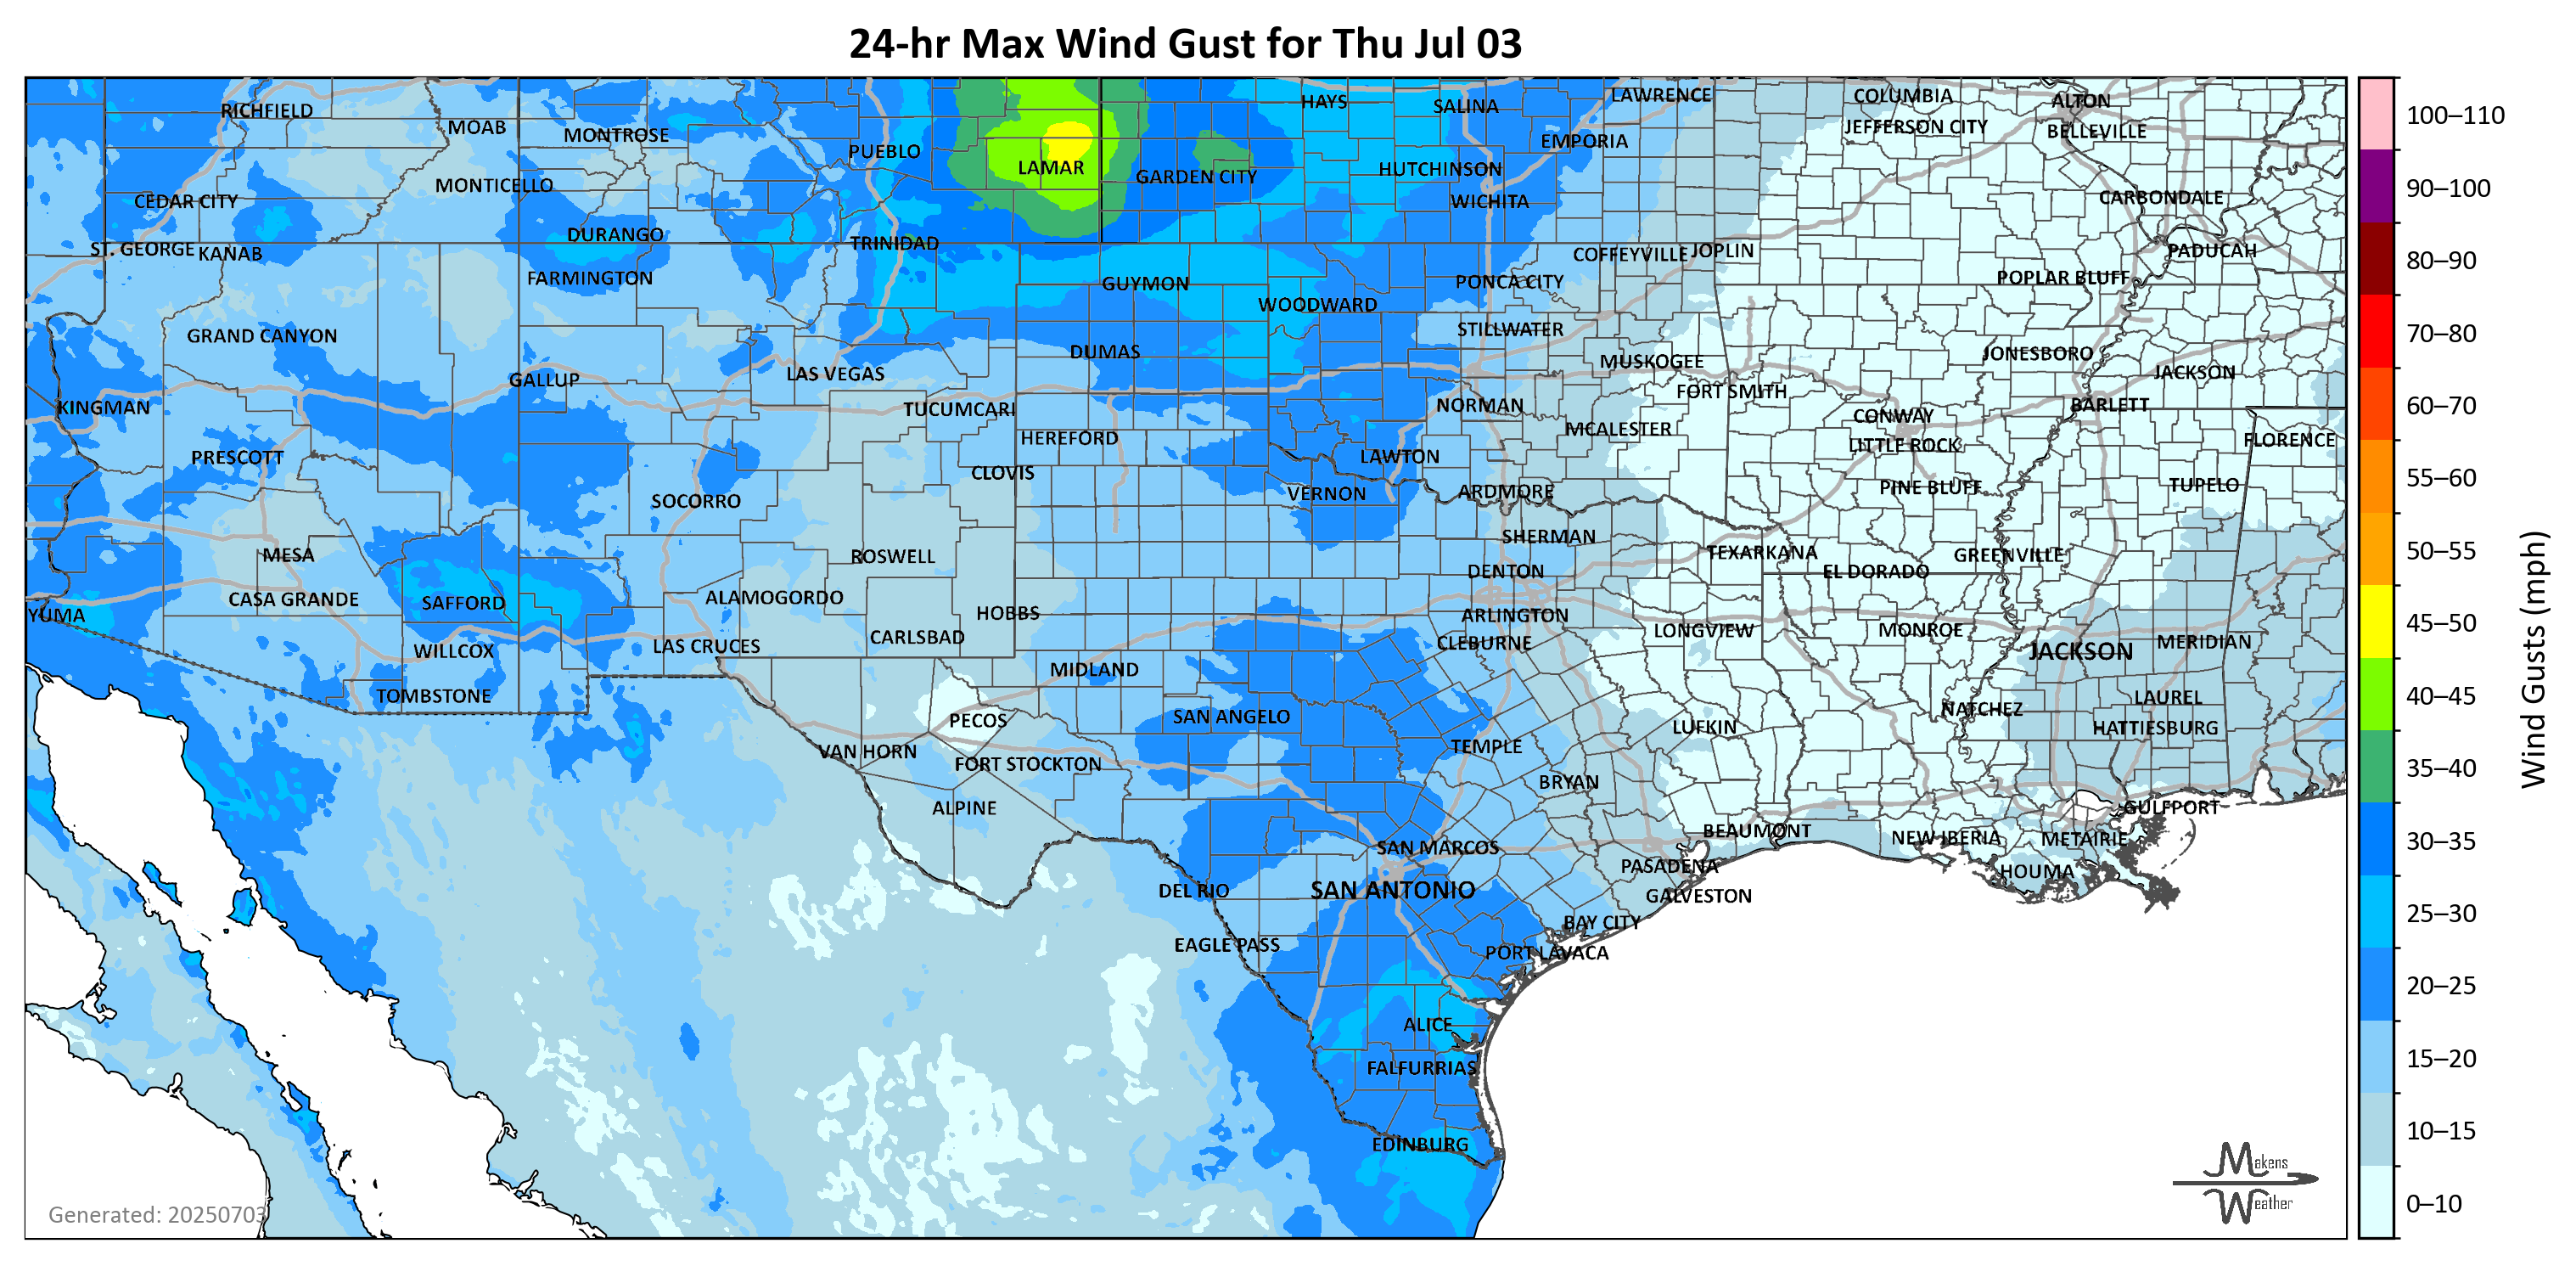 24-hr Max Wind Gust for Thu Jul 03
RICHFIELD
MOAB
MONTROSE
PUEBLO
LAMAR
GARDEN CITY
HAYS
SALINA
LAWRENCE
COLUMBIA
ALTON
JEFFERSON CITY
BELLEVILLE
EMPORIA
HUTCHINSON
WICHITA
CEDAR CITY
MONTICELLO
CARBONDALE
DURANGO
TRINIDAD
ST. GEORGE
KANAB
FARMINGTON
GUYMON
WOODWARD
PONCA CITY
COFFEYVILLE
JOPLIN
POPLAR BLUFF
PADUCAH
GRAND CANYON
DUMAS
STILLWATER
MUSKOGEE
JONESBORO
JACKSON
GALLUP
LAS VEGAS
FORT SMITH
KINGMAN
TUCUMCARI
NORMAN
CONWAY
BARLETT
HEREFORD
MCALESTER
LITTLE ROCK
FLORENCE
PRESCOTT
CLOVIS
LAWTON
SOCORRO
VERNON
ARDMORE
PINE BLUFF
TUPELO
MESA
ROSWELL
SHERMAN
TEXARKANA
GREENVILLE
DENTON
EL DORADO
CASA GRANDE
SAFFORD
ALAMOGORDO
HOBBS
ARLINGTON
YUMA
CARLSBAD
CLEBURNE
LONGVIEW
MONROE
MERIDIAN
WILLCOX
LAS CRUCES
JACKSON
MIDLAND
TOMBSTONE
LAUREL
PECOS
SAN ANGELO
NATCHEZ
LUFKIN
HATTIESBURG
VAN HORN
TEMPLE
FORT STOCKTON
BRYAN
ALPINE
GULFPORT
BEAUMONT
NEW IBERIA
METAIRIE
SAN MARCOS
PASADENA
HOUMA
DEL RIO
SAN ANTONIO
GALVESTON
BAY CITY
EAGLE PASS
PORT LAVACA
ALICE
FALFURRIAS
EDINBURG
Generated: 20250703
Makens
Weather
100–110
90–100
80–90
70–80
60–70
55–60
50–55
45–50
40–45
35–40
30–35
25–30
20–25
15–20
10–15
0–10
Wind Gusts (mph)